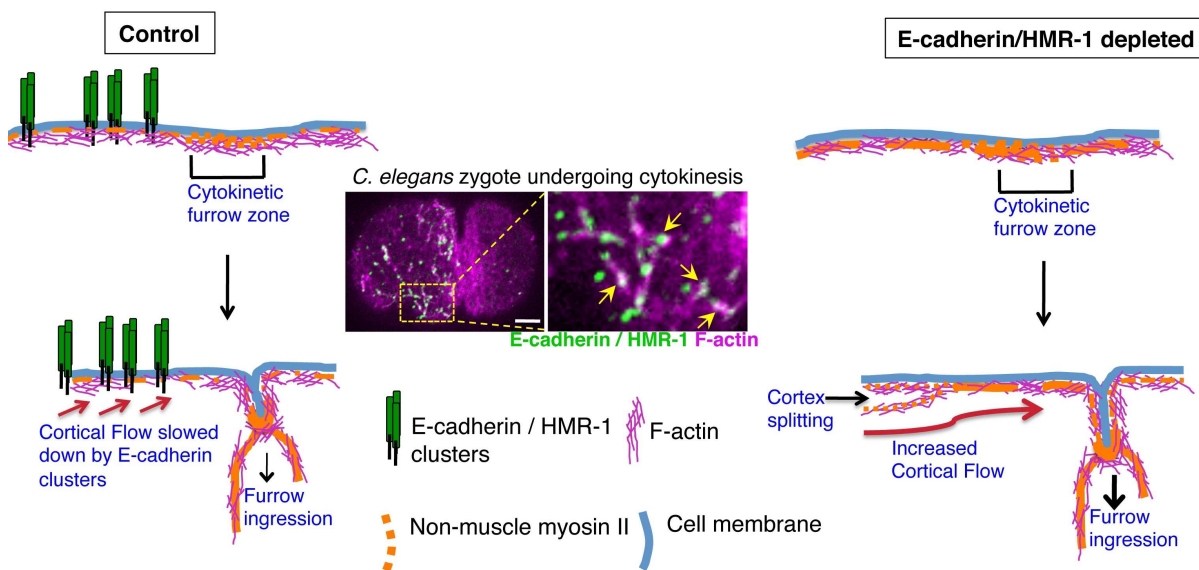 Control
E-cadherin/HMR-1 depleted
Cytokinetic
furrow zone
C. elegans zygote undergoing cytokinesis
Cytokinetic
furrow zone
E-cadherin / HMR-1 F-actin
Cortical Flow slowed
down by E-cadherin
clusters
Furrow
ingression
E-cadherin / HMR-1
clusters
F-actin
Non-muscle myosin II
Cell membrane
Cortex
splitting
Increased
Cortical Flow
Furrow
ingression